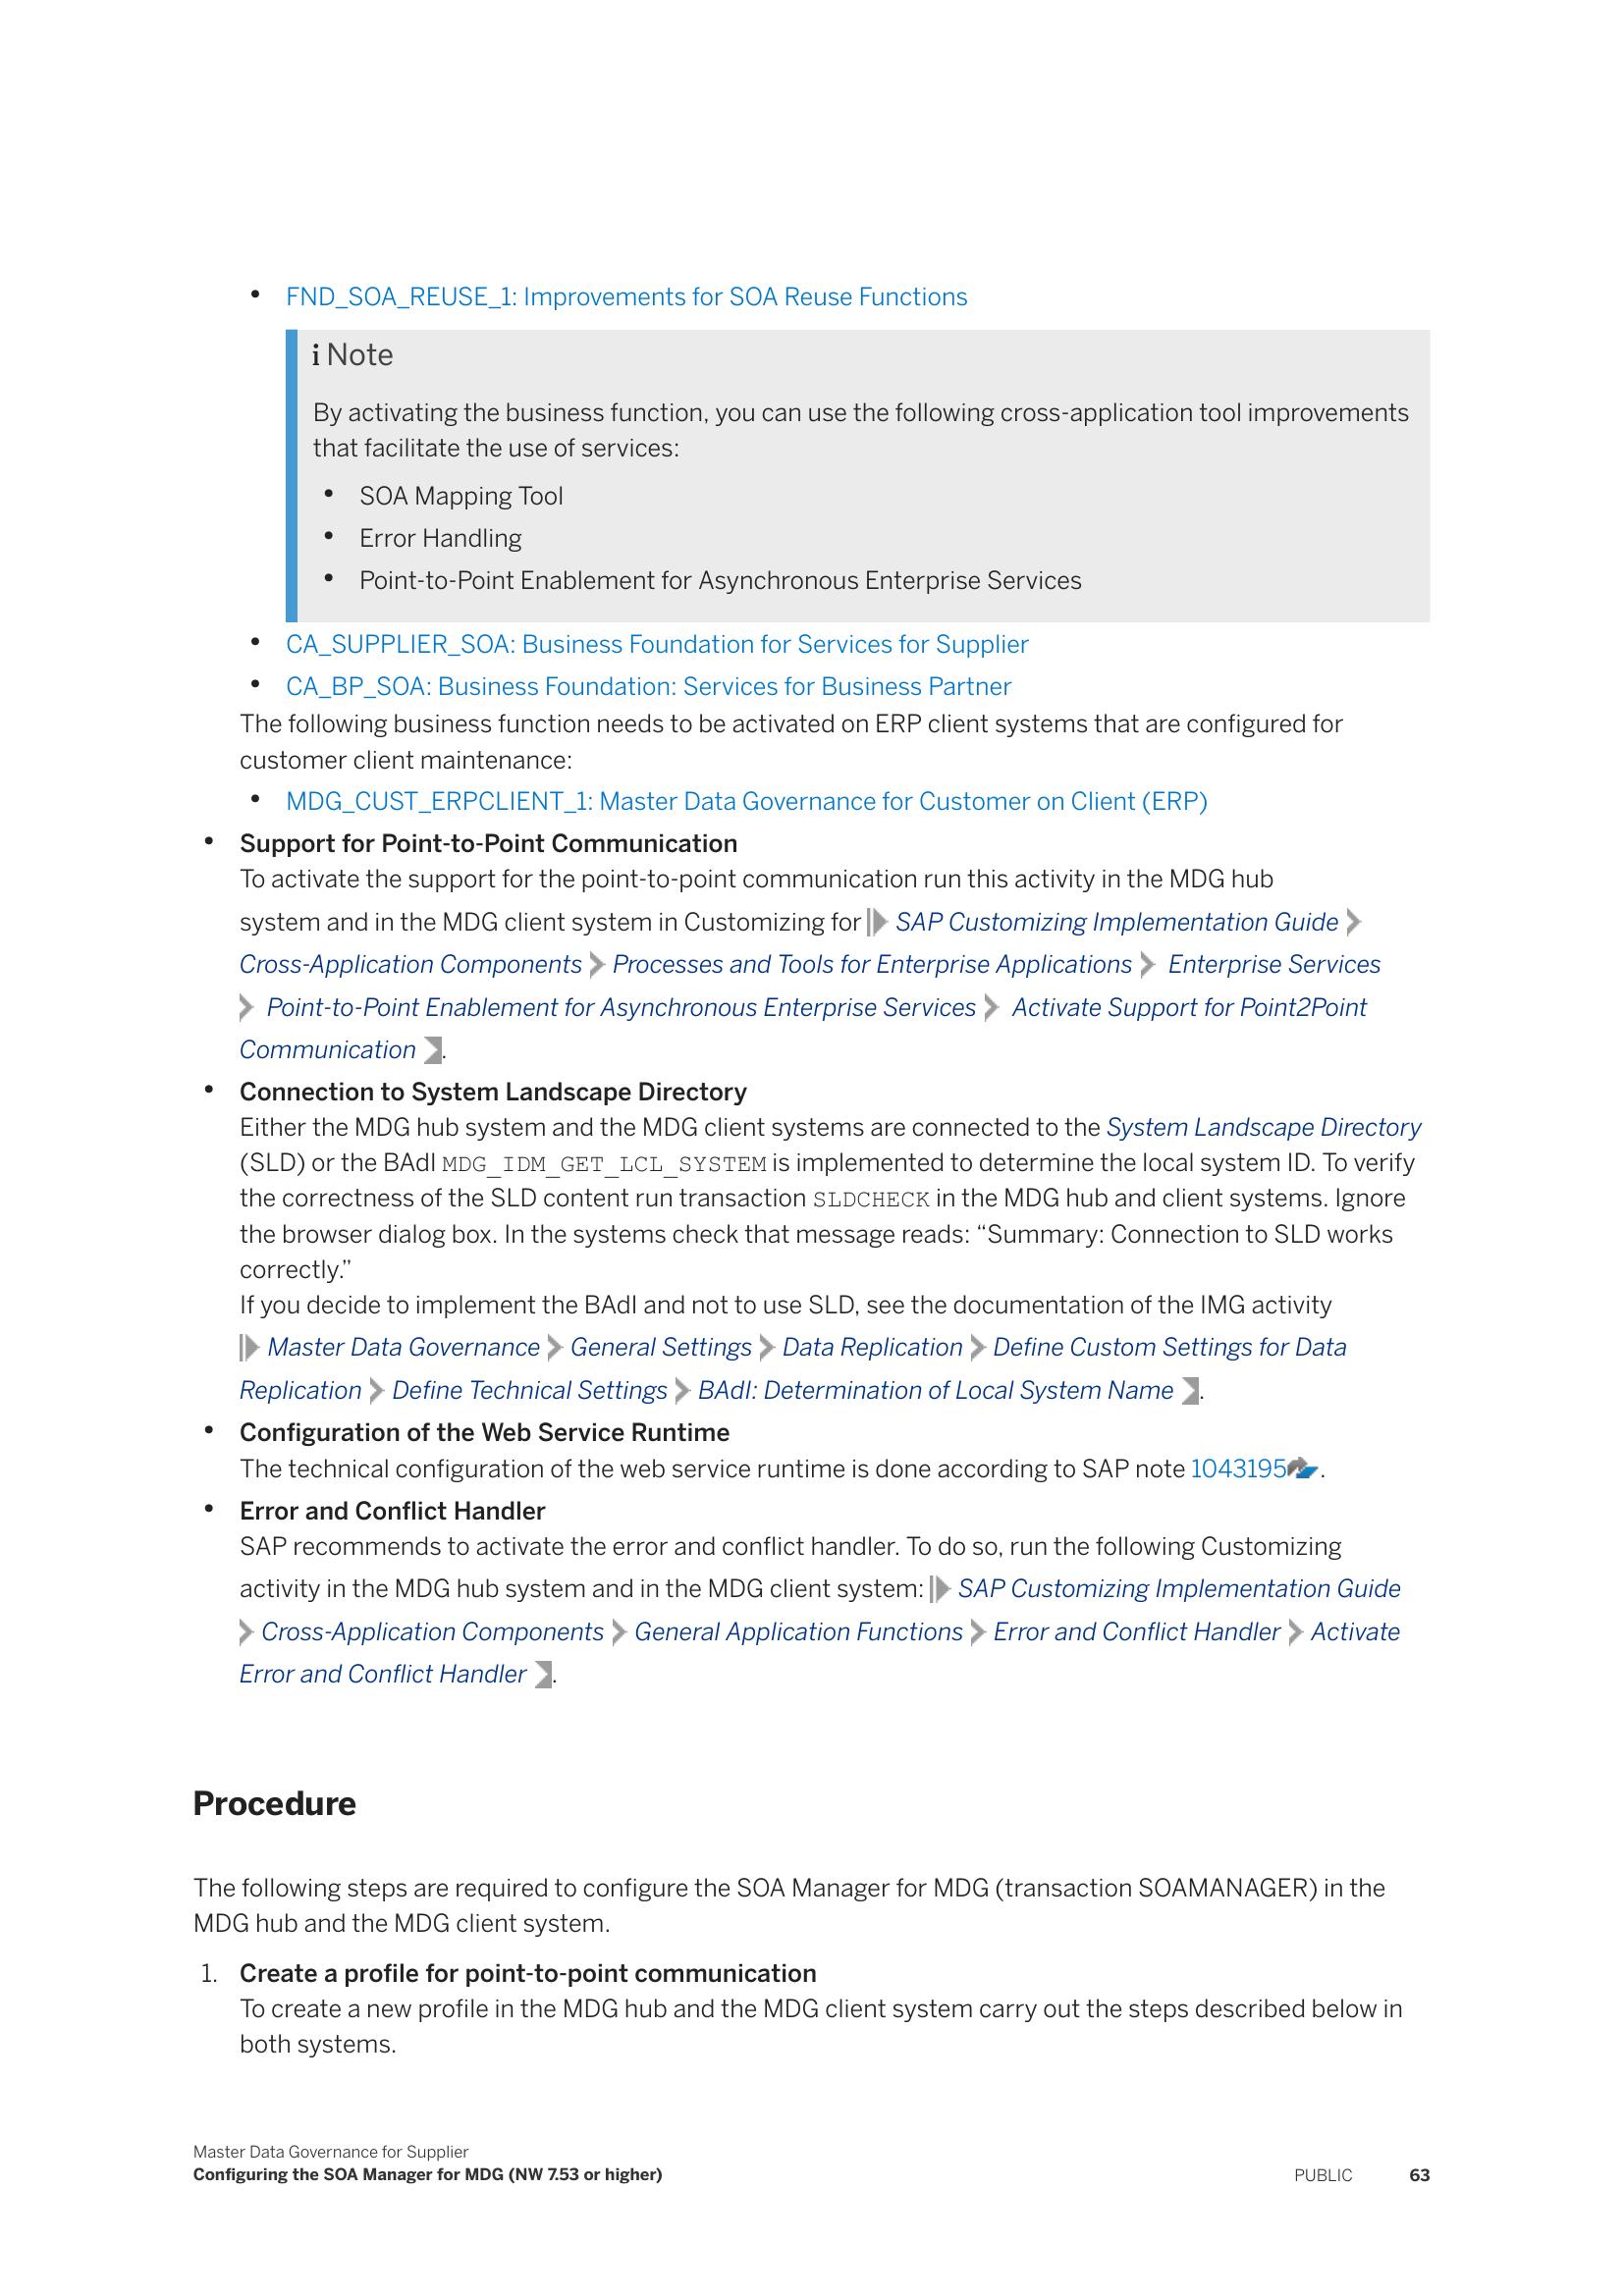 • FND_SOA_REUSE_1: Improvements for SOA Reuse Functions
i Note
By activating the business function, you can use the following cross-application tool improvements
that facilitate the use of services:
• SOA Mapping Tool
• Error Handling
• Point-to-Point Enablement for Asynchronous Enterprise Services
• CA_SUPPLIER_SOA: Business Foundation for Services for Supplier
• CA_BP_SOA: Business Foundation: Services for Business Partner
The following business function needs to be activated on ERP client systems that are configured for
customer client maintenance:
• MDG_CUST_ERPCLIENT_1: Master Data Governance for Customer on Client (ERP)
• Support for Point-to-Point Communication
To activate the support for the point-to-point communication run this activity in the MDG hub
system and in the MDG client system in Customizing for SAP Customizing Implementation Guide
Cross-Application Components Processes and Tools for Enterprise Applications Enterprise Services
Point-to-Point Enablement for Asynchronous Enterprise Services Activate Support for Point2Point
Communication .
• Connection to System Landscape Directory
Either the MDG hub system and the MDG client systems are connected to the System Landscape Directory
(SLD) or the BAdI MDG_IDM_GET_LCL_SYSTEM is implemented to determine the local system ID. To verify
the correctness of the SLD content run transaction SLDCHECK in the MDG hub and client systems. Ignore
the browser dialog box. In the systems check that message reads: “Summary: Connection to SLD works
correctly.”
If you decide to implement the BAdI and not to use SLD, see the documentation of the IMG activity
Master Data Governance General Settings Data Replication Define Custom Settings for Data
Replication Define Technical Settings BAdI: Determination of Local System Name .
• Configuration of the Web Service Runtime
The technical configuration of the web service runtime is done according to SAP note 1043195 .
• Error and Conflict Handler
SAP recommends to activate the error and conflict handler. To do so, run the following Customizing
activity in the MDG hub system and in the MDG client system: SAP Customizing Implementation Guide
Cross-Application Components General Application Functions Error and Conflict Handler Activate
Error and Conflict Handler .
Procedure
The following steps are required to configure the SOA Manager for MDG (transaction SOAMANAGER) in the
MDG hub and the MDG client system.
1. Create a profile for point-to-point communication
To create a new profile in the MDG hub and the MDG client system carry out the steps described below in
both systems.
Master Data Governance for Supplier
Configuring the SOA Manager for MDG (NW 7.53 or higher)
PUBLIC 63